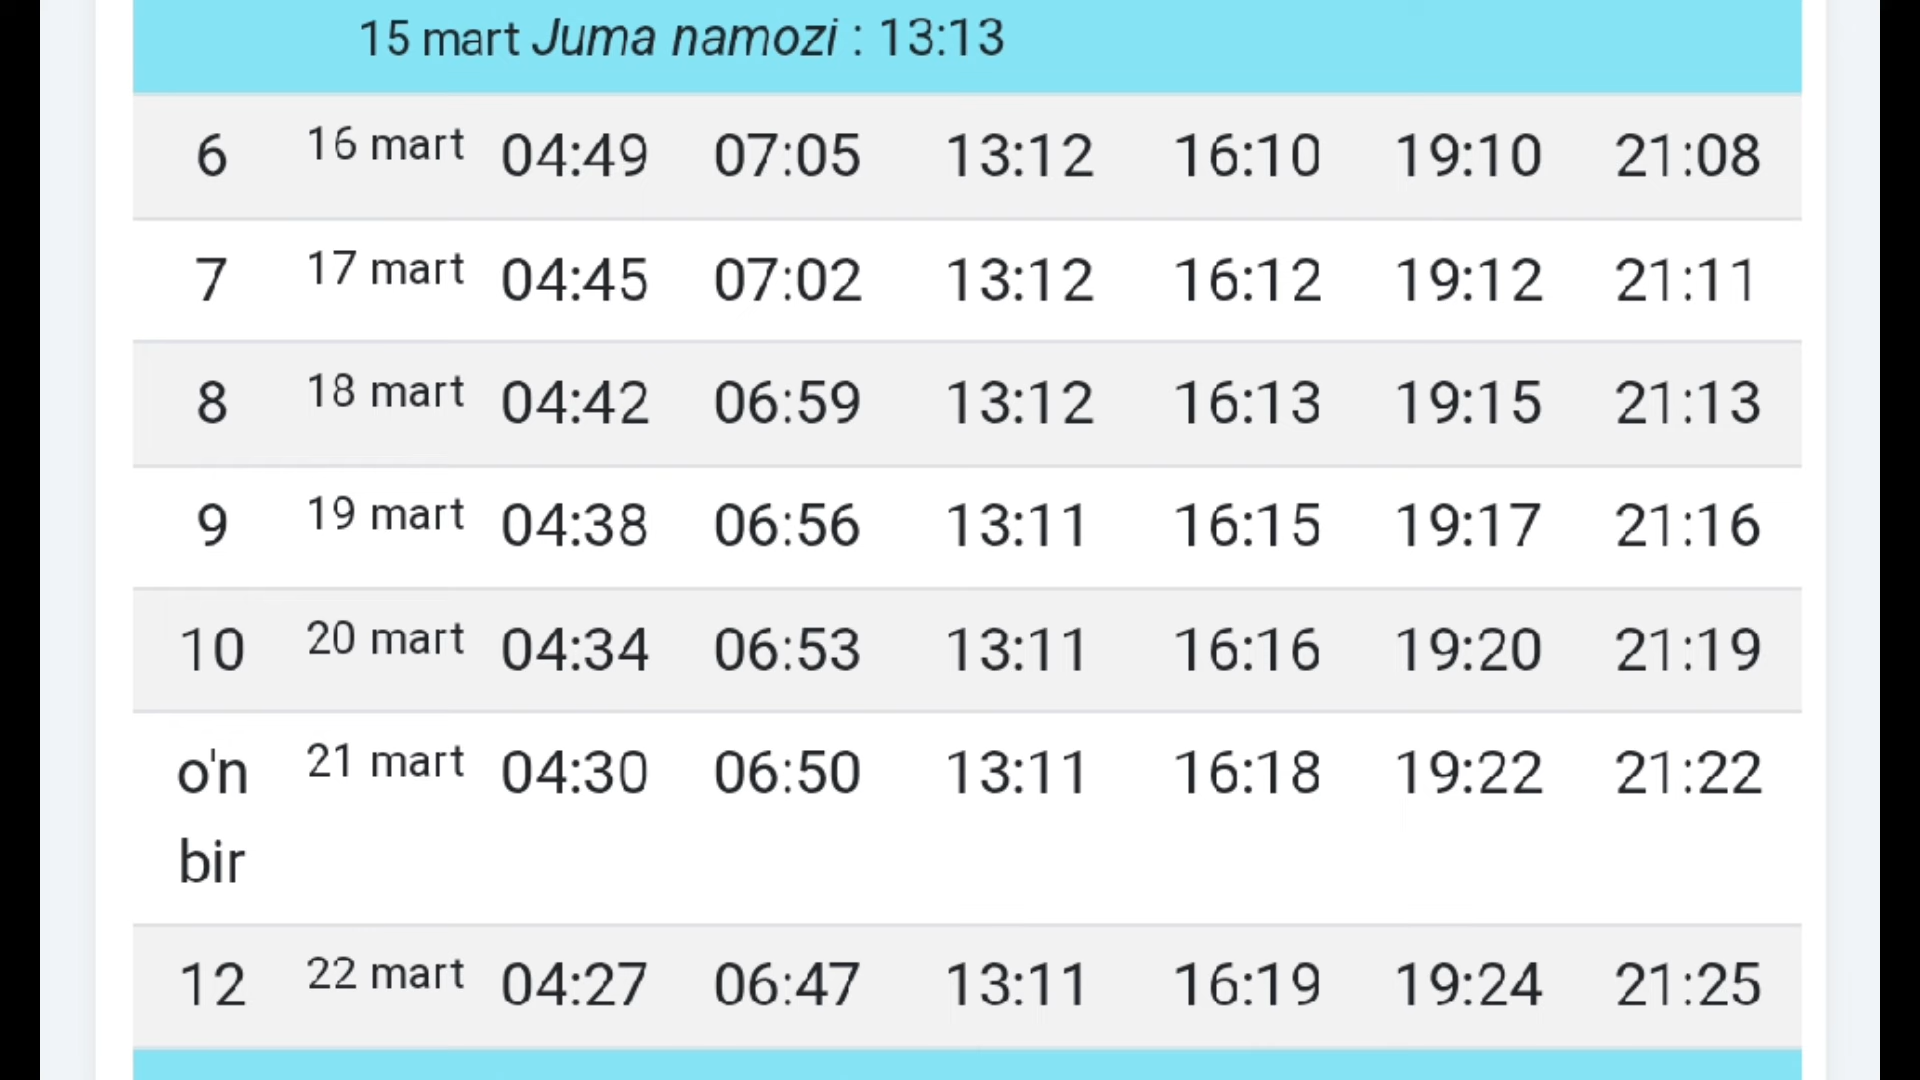 15 mart Juma namozi : 13:13
6 16 mart 04:49 07:05 13:12 16:10 19:10 21:08
7 17 mart 04:45 07:02 13:12 16:12 19:12 21:11
8 18 mart 04:42 06:59 13:12 16:13 19:15 21:13
9 19 mart 04:38 06:56 13:11 16:15 19:17 21:16
10 20 mart 04:34 06:53 13:11 16:16 19:20 21:19
o'n 21 mart 04:30 06:50 13:11 16:18 19:22 21:22
bir
12 22 mart 04:27 06:47 13:11 16:19 19:24 21:25